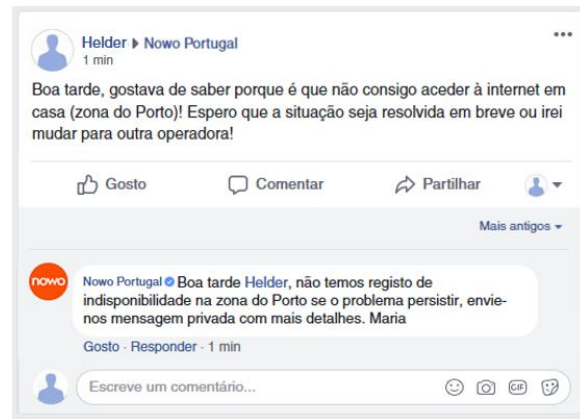 Helder ▸ Nowo Portugal
1 min
Boa tarde, gostava de saber porque é que não consigo aceder à internet em
casa (zona do Porto)! Espero que a situação seja resolvida em breve ou irei
mudar para outra operadora!
Gosto Comentar Partilhar
Mais antigos
nowo
Nowo Portugal Boa tarde Helder, não temos registo de
indisponibilidade na zona do Porto se o problema persistir, envie-
nos mensagem privada com mais detalhes. Maria
Gosto · Responder · 1 min
Escreve um comentário...
GIF